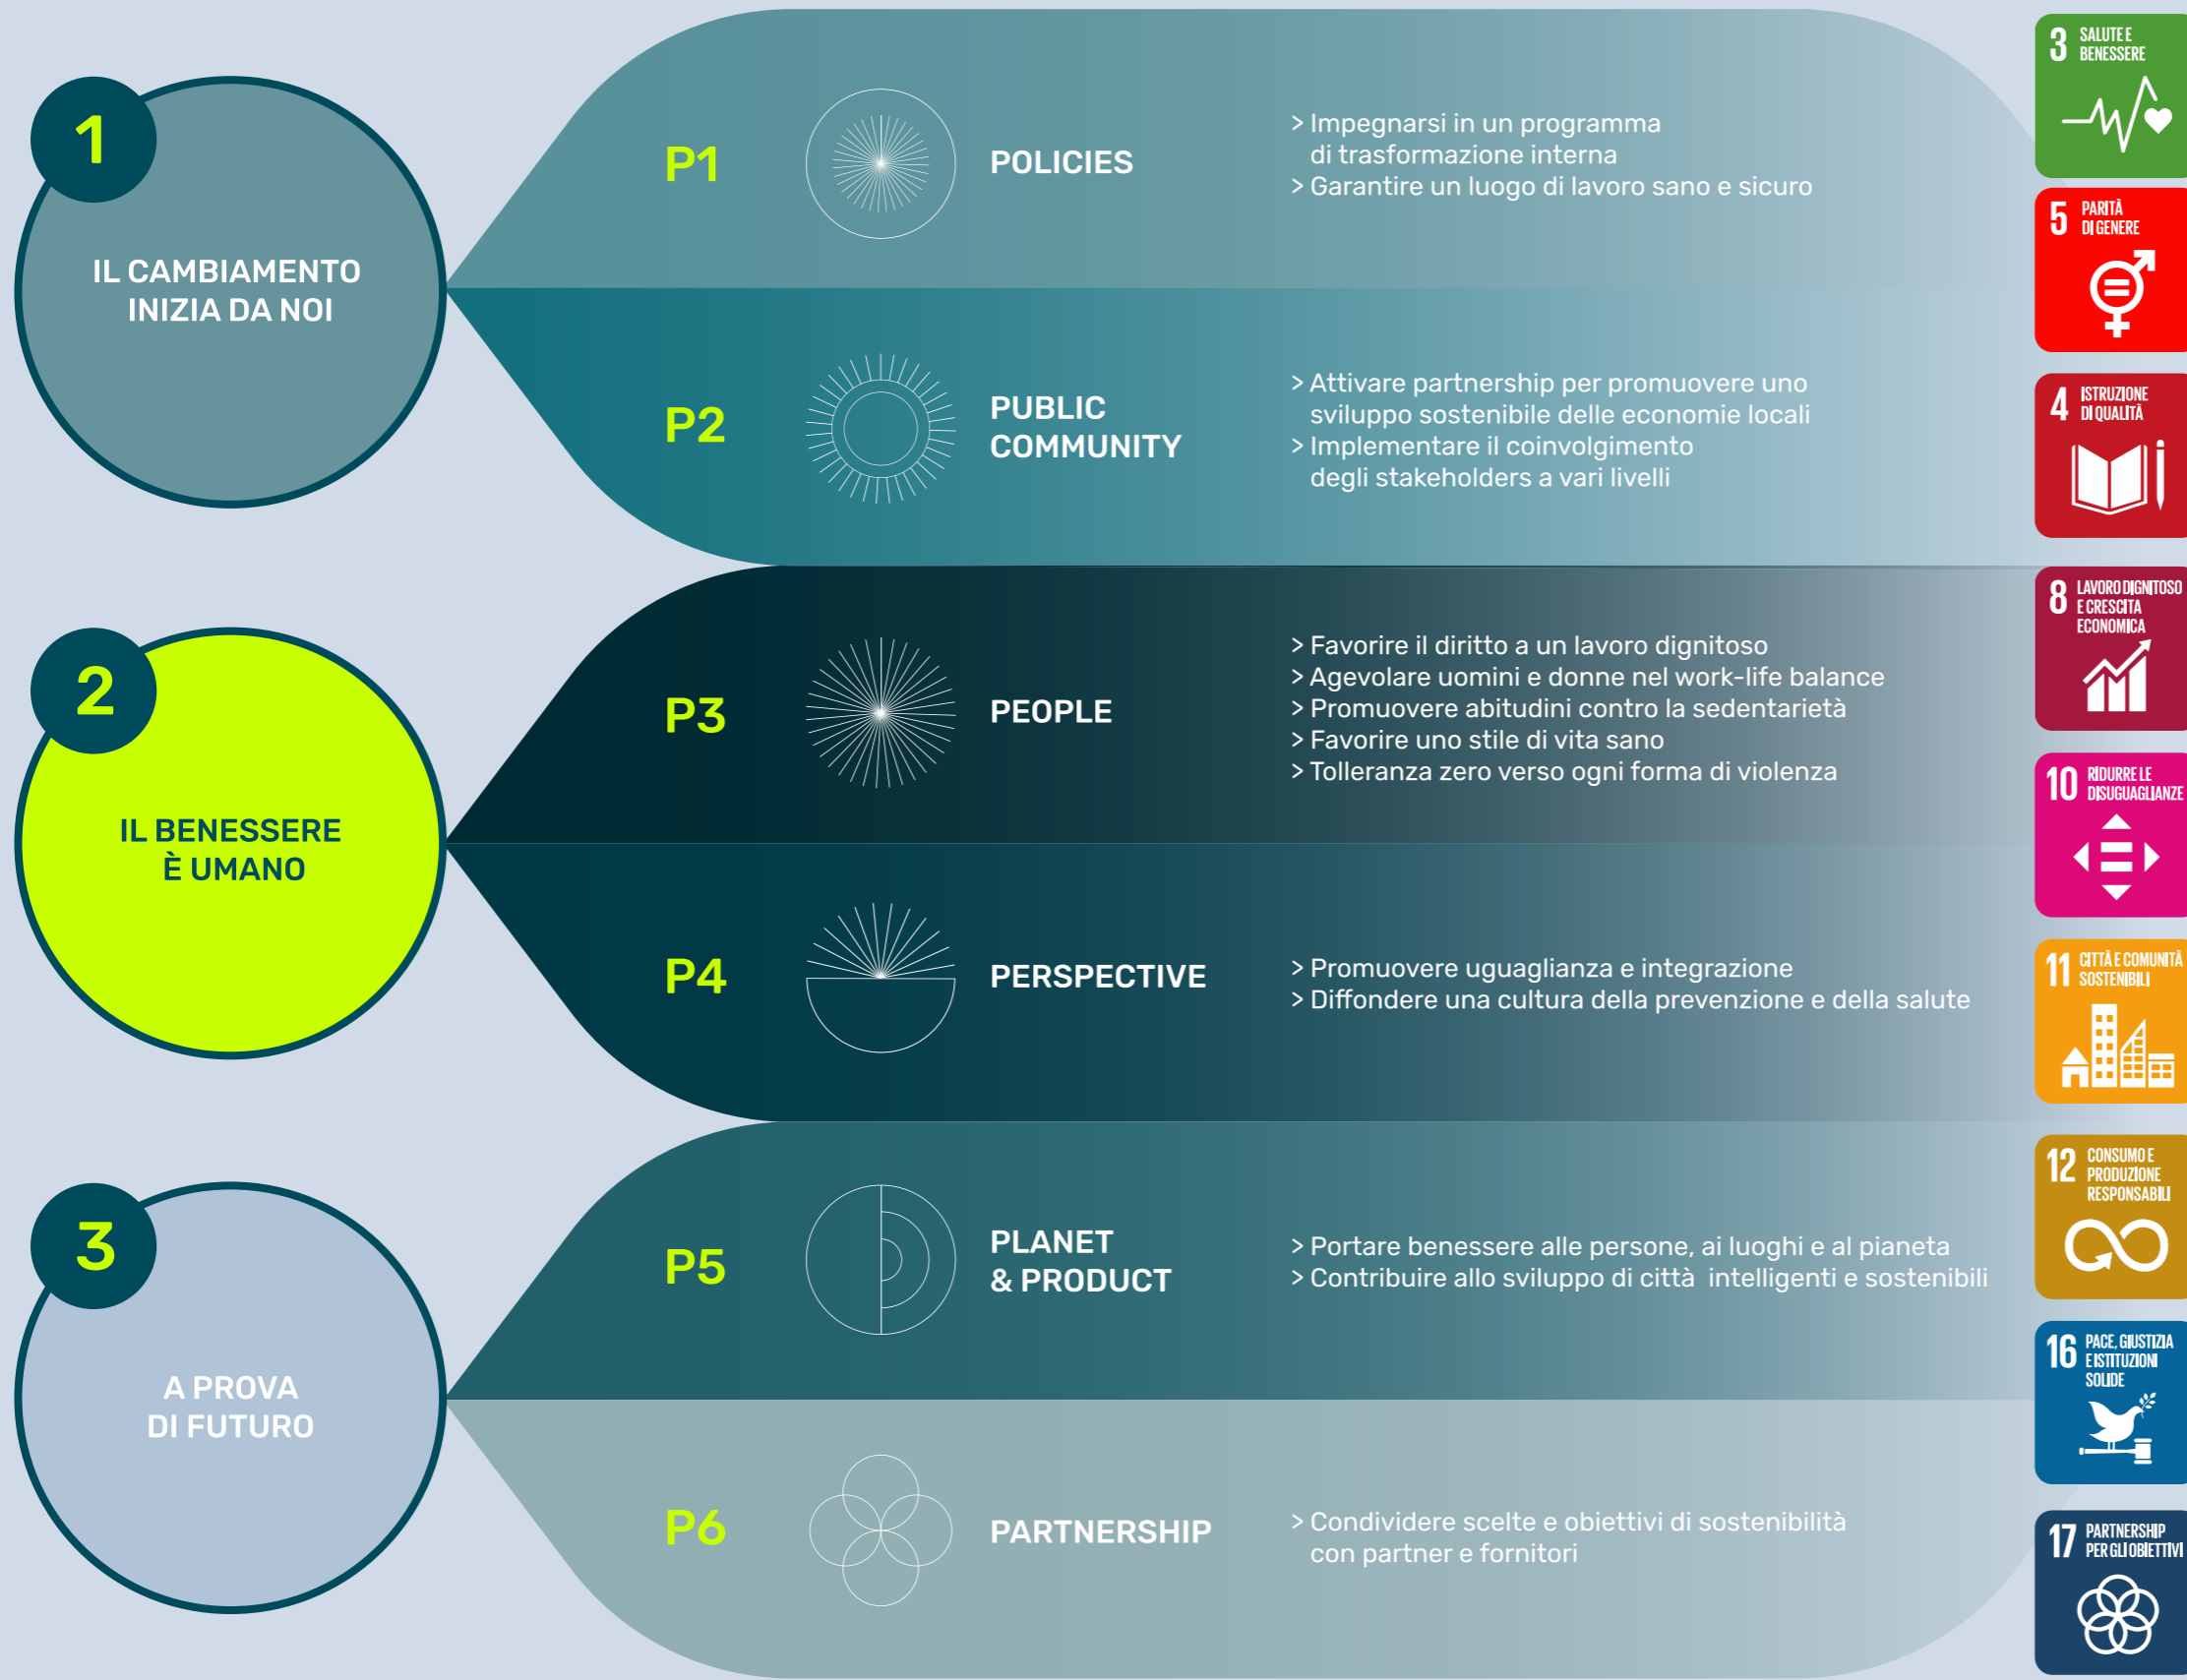 1
IL CAMBIAMENTO
INIZIA DA NOI
P1
POLICIES
> Impegnarsi in un programma
di trasformazione interna
> Garantire un luogo di lavoro sano e sicuro
P2
PUBLIC
COMMUNITY
> Attivare partnership per promuovere uno
sviluppo sostenibile delle economie locali
> Implementare il coinvolgimento
degli stakeholders a vari livelli
2
IL BENESSERE
È UMANO
P3
PEOPLE
> Favorire il diritto a un lavoro dignitoso
> Agevolare uomini e donne nel work-life balance
> Promuovere abitudini contro la sedentarietà
> Favorire uno stile di vita sano
> Tolleranza zero verso ogni forma di violenza
P4
PERSPECTIVE
> Promuovere uguaglianza e integrazione
> Diffondere una cultura della prevenzione e della salute
3
A PROVA
DI FUTURO
P5
PLANET
& PRODUCT
> Portare benessere alle persone, ai luoghi e al pianeta
> Contribuire allo sviluppo di città intelligenti e sostenibili
P6
PARTNERSHIP
> Condividere scelte e obiettivi di sostenibilità
con partner e fornitori
3 SALUTE E
BENESSERE
5 PARITÀ
DI GENERE
4 ISTRUZIONE
DI QUALITÀ
8 LAVORO DIGNITOSO
E CRESCITA
ECONOMICA
10 RIDURRE LE
DISUGUAGLIANZE
11 CITTÀ E COMUNITÀ
SOSTENIBILI
12 CONSUMO E
PRODUZIONE
RESPONSABILI
16 PACE, GIUSTIZIA
E ISTITUZIONI
SOLIDE
17 PARTNERSHIP
PER GLI OBIETTIVI